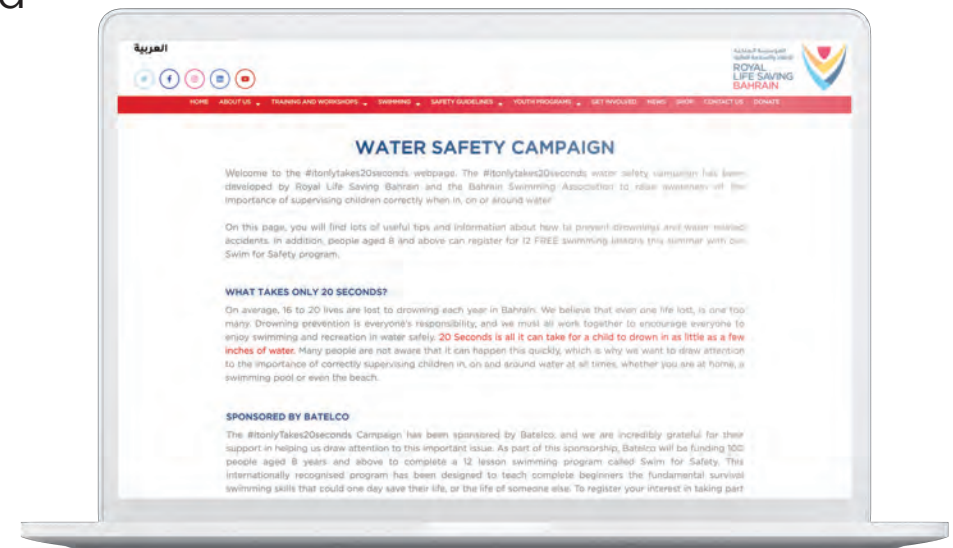 العربية
ROYAL
LIFE SAVING
BAHRAIN
HOME ABOUT US TRAINING AND WORKSHOPS SWIMMING SAFETY GUIDELINES YOUTH PROGRAMS GET INVOLVED NEWS SHOP CONTACT US DONATE
WATER SAFETY CAMPAIGN
Welcome to the #itonlytakes20seconds webpage. The #itonlytakes20seconds water safety campaign has been
developed by Royal Life Saving Bahrain and the Bahrain Swimming Association to raise awareness of the
importance of supervising children correctly when in, on or around water
On this page, you will find lots of useful tips and information about how to prevent drownings and water related
accidents. In addition, people aged 8 and above can register for 12 FREE swimming lessons this summer with our
Swim for Safety program.
WHAT TAKES ONLY 20 SECONDS?
On average, 16 to 20 lives are lost to drowning each year in Bahrain. We believe that even one life lost, is one too
many. Drowning prevention is everyone's responsibility, and we must all work together to encourage everyone to
enjoy swimming and recreation in water safely. 20 Seconds is all it can take for a child to drown in as little as a few
inches of water. Many people are not aware that it can happen this quickly, which is why we want to draw attention
to the importance of correctly supervising children in, on and around water at all times, whether you are at home, a
swimming pool or even the beach.
SPONSORED BY BATELCO
The #ItonlyTakes20seconds Campaign has been sponsored by Batelco, and we are incredibly grateful for their
support in helping us draw attention to this important issue. As part of this sponsorship, Batelco will be funding 100
people aged 8 years and above to complete a 12 lesson swimming program called Swim for Safety. This
internationally recognised program has been designed to teach complete beginners the fundamental survival
swimming skills that could one day save their life, or the life of someone else. To register your interest in taking part